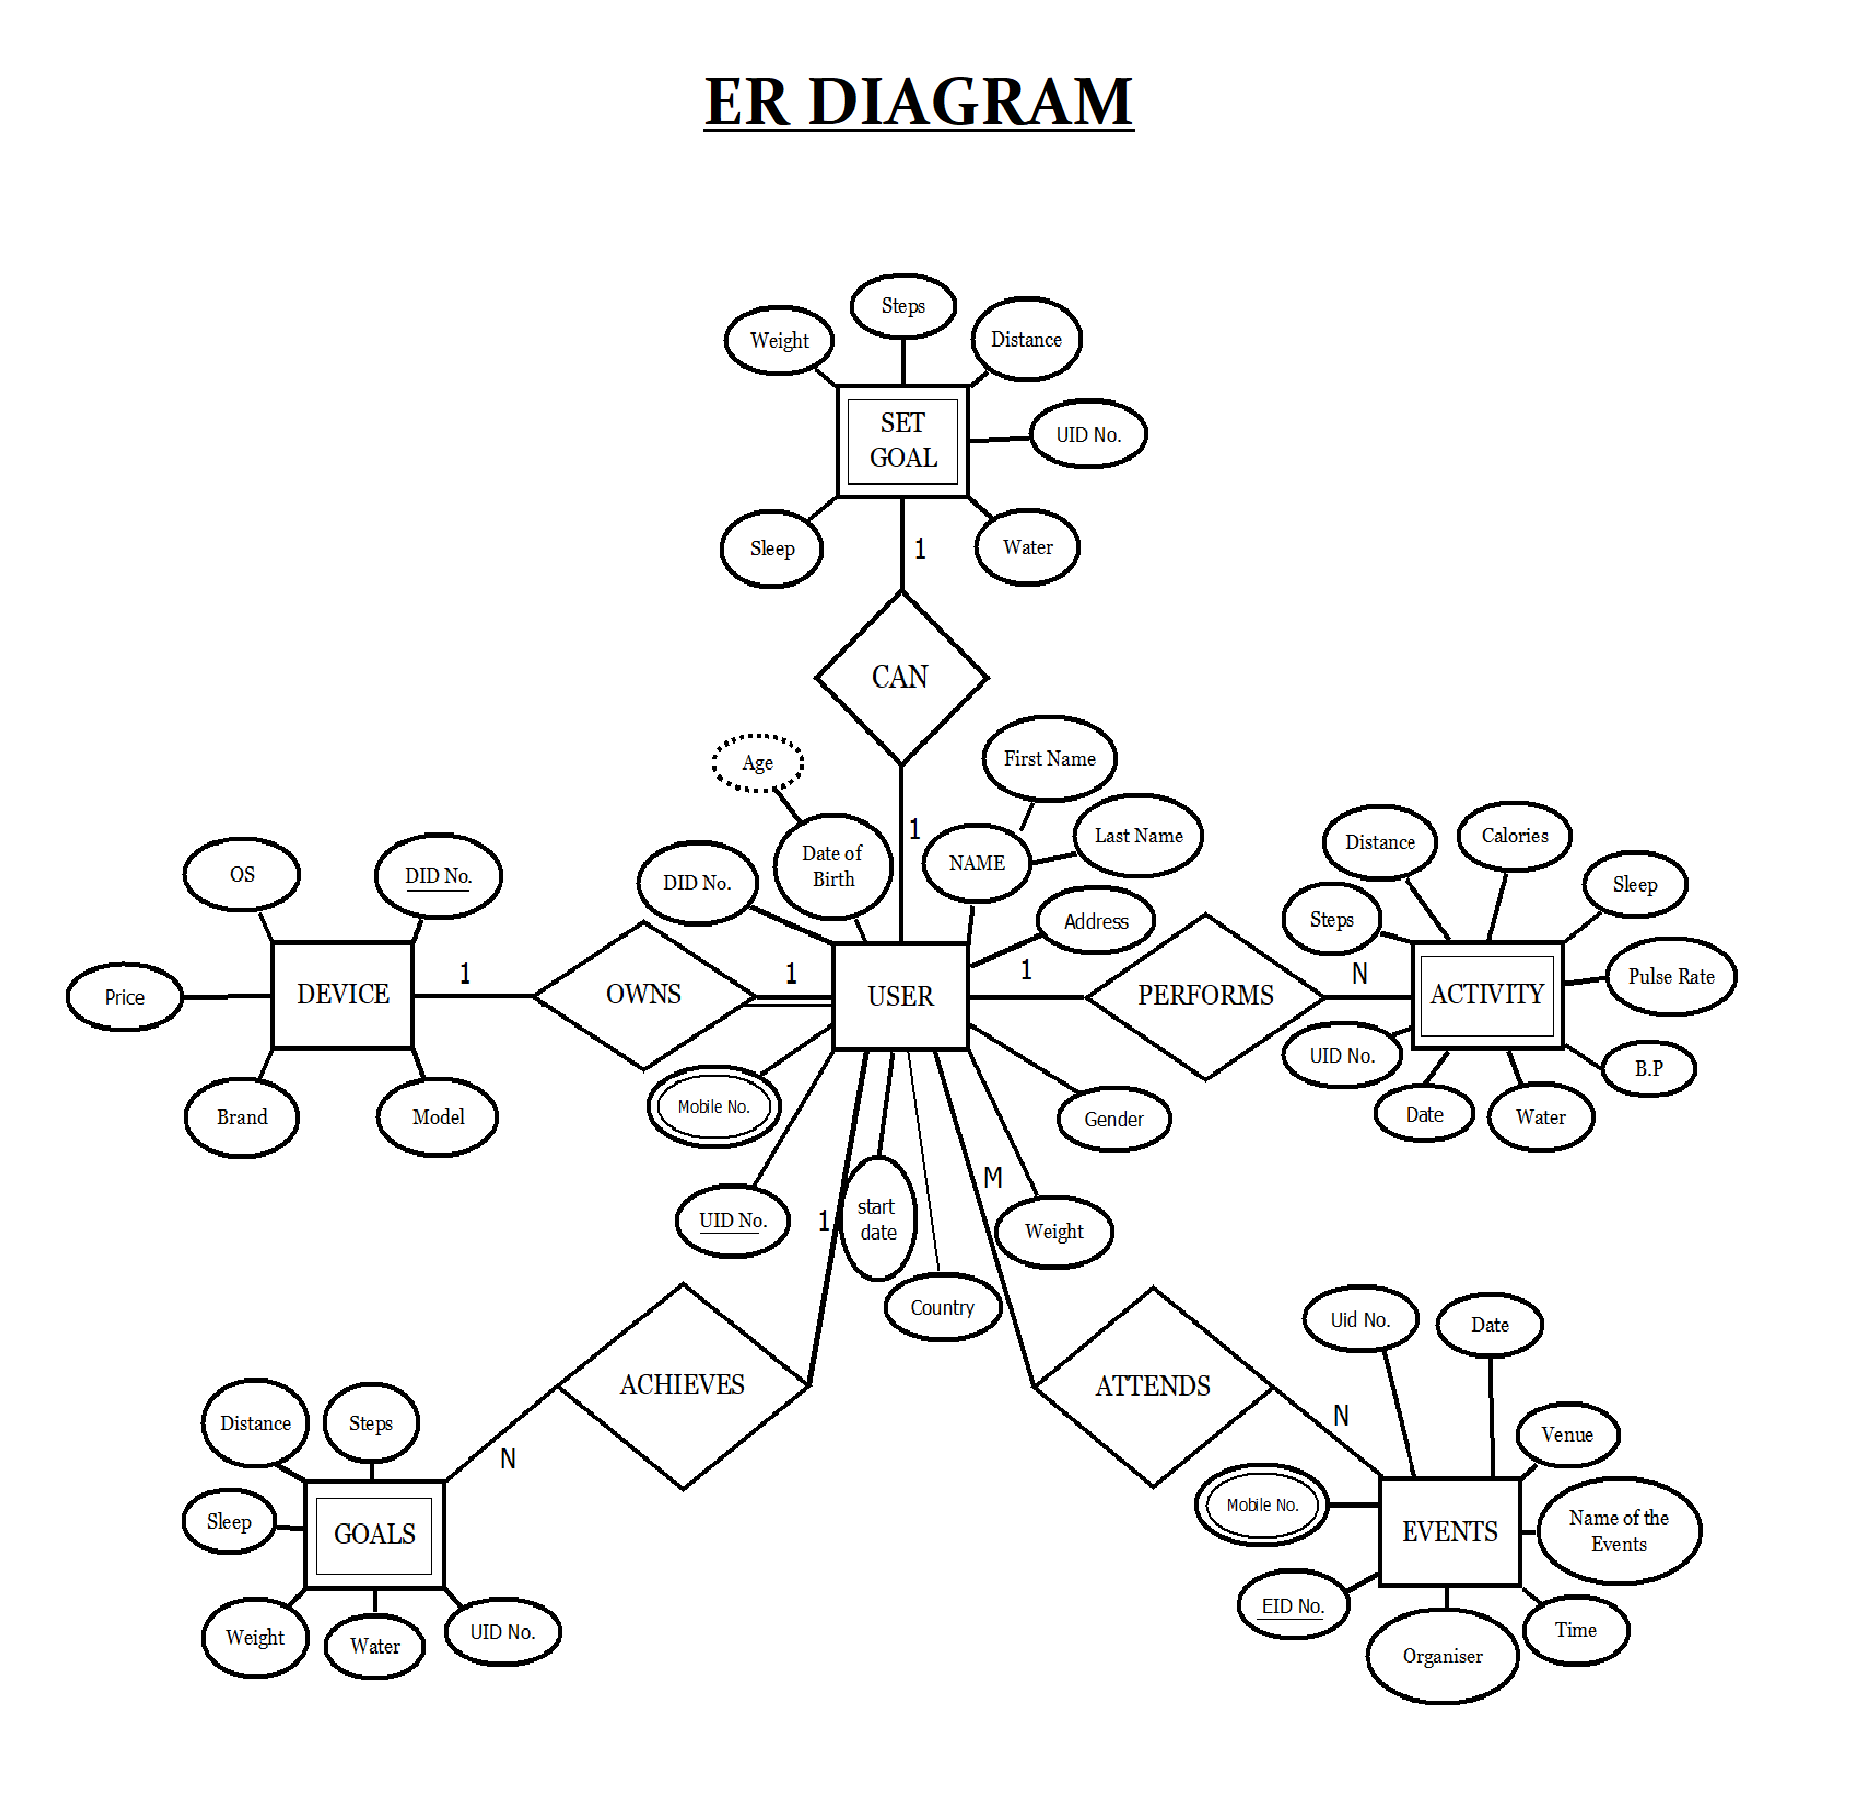 ER DIAGRAM
Steps
Weight
Distance
SET
GOAL
UID No.
Sleep
1
Water
CAN
Age
First Name
1
Last Name
Date of
Birth
NAME
DID No.
Address
OS
DID No.
Price
DEVICE
1
OWNS
1
USER
1
PERFORMS
N
ACTIVITY
Distance
Calories
Sleep
Steps
Pulse Rate
UID No.
B.P
Date
Water
Brand
Model
Mobile No.
Gender
UID No.
1
start
date
M
Weight
Country
ACHIEVES
ATTENDS
N
N
Distance
Steps
Sleep
GOALS
Weight
Water
UID No.
Uid No.
Date
Venue
Mobile No.
EVENTS
Name of the
Events
EID No.
Time
Organiser